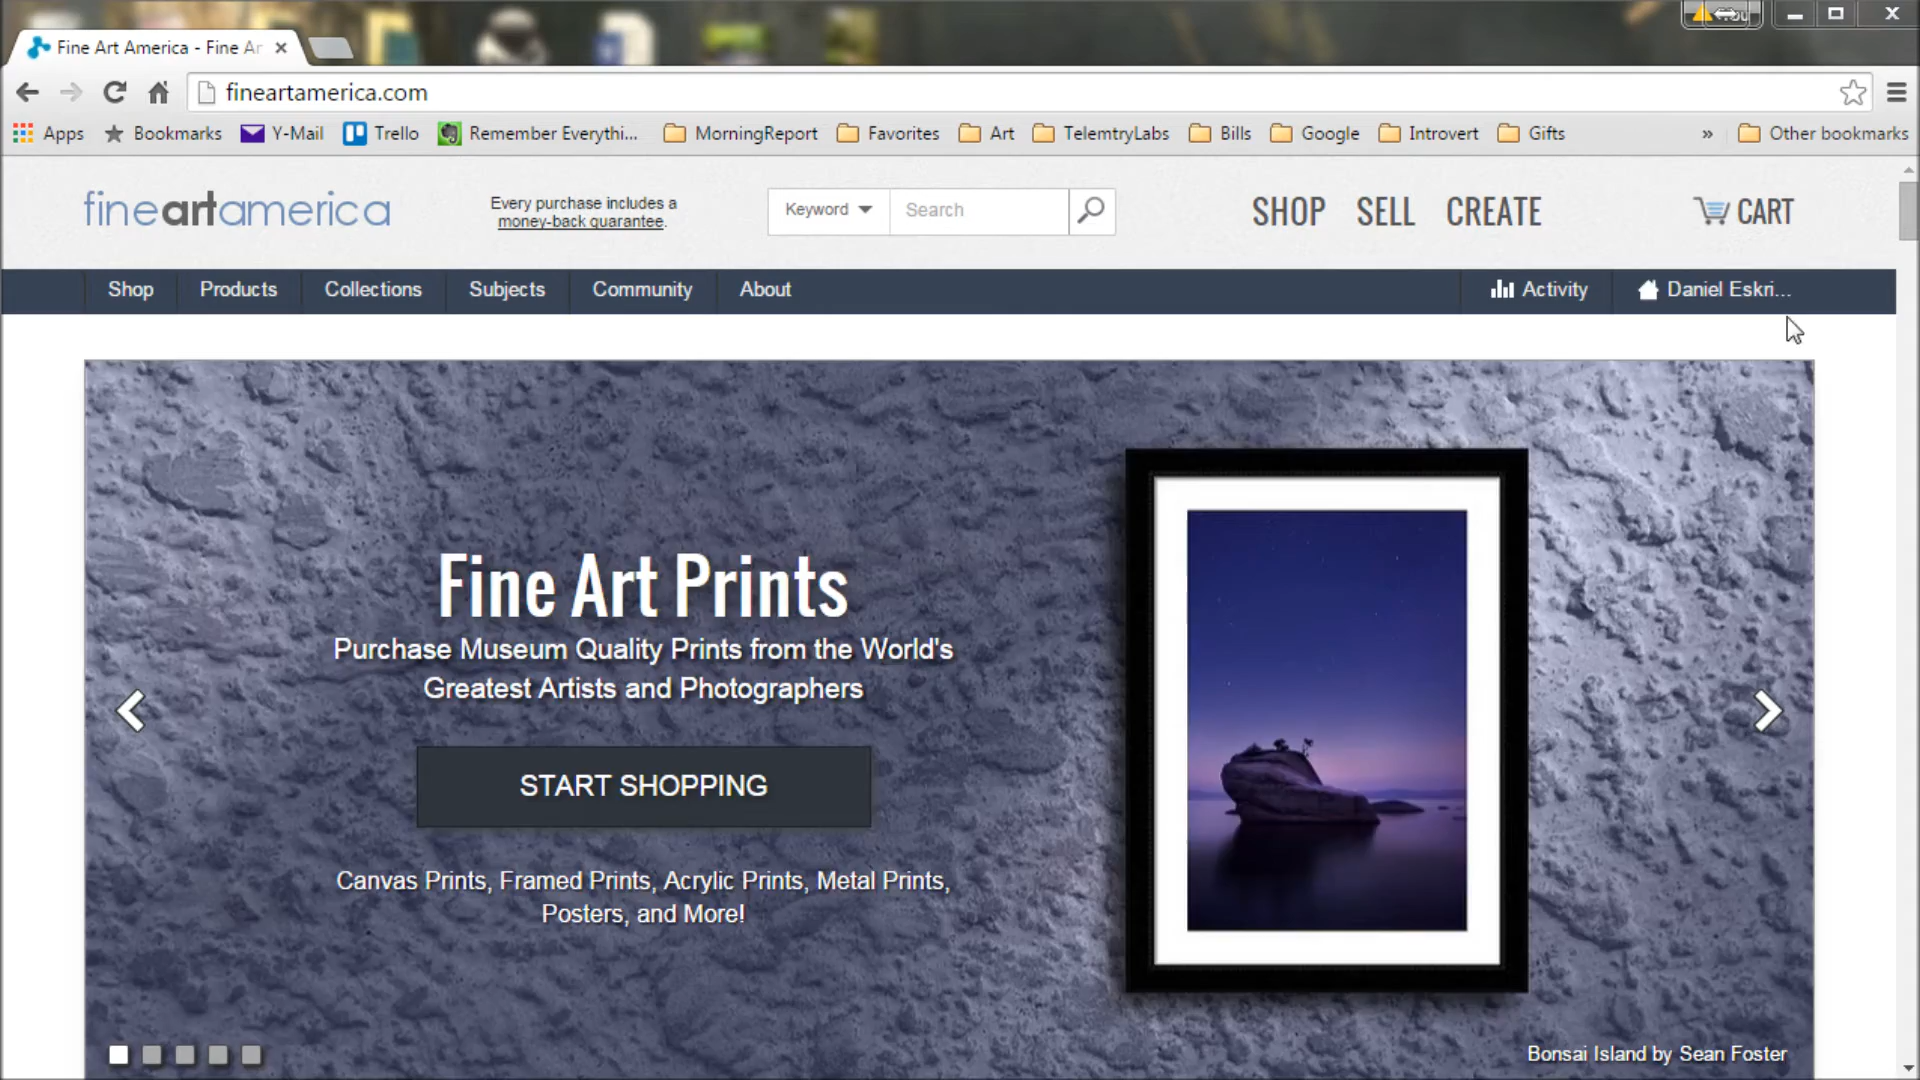 Fine Art America - Fine Ar
fineartamerica.com
Apps Bookmarks Y-Mail Trello Remember Everythi... MorningReport Favorites Art TelemtryLabs Bills Google Introvert Gifts » Other bookmarks
fineartamerica
Every purchase includes a
money-back guarantee.
Keyword Search
SHOP SELL CREATE CART
Shop Products Collections Subjects Community About Activity Daniel Eskri...
Fine Art Prints
Purchase Museum Quality Prints from the World's
Greatest Artists and Photographers
START SHOPPING
Canvas Prints, Framed Prints, Acrylic Prints, Metal Prints,
Posters, and More!
Bonsai Island by Sean Foster